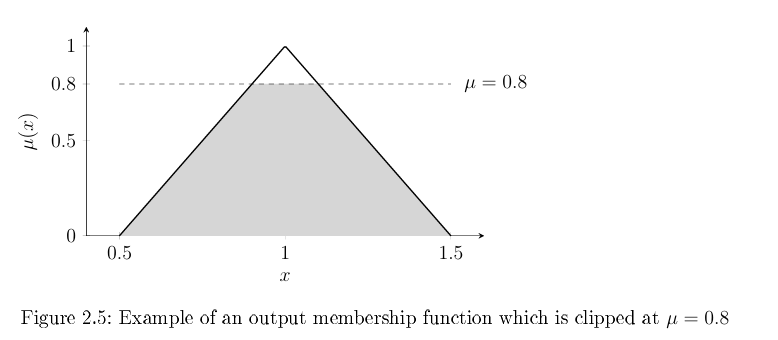 1
0.8
μ = 0.8
μ(x)
0.5
0
0.5
1
1.5
x
Figure 2.5: Example of an output membership function which is clipped at μ = 0.8